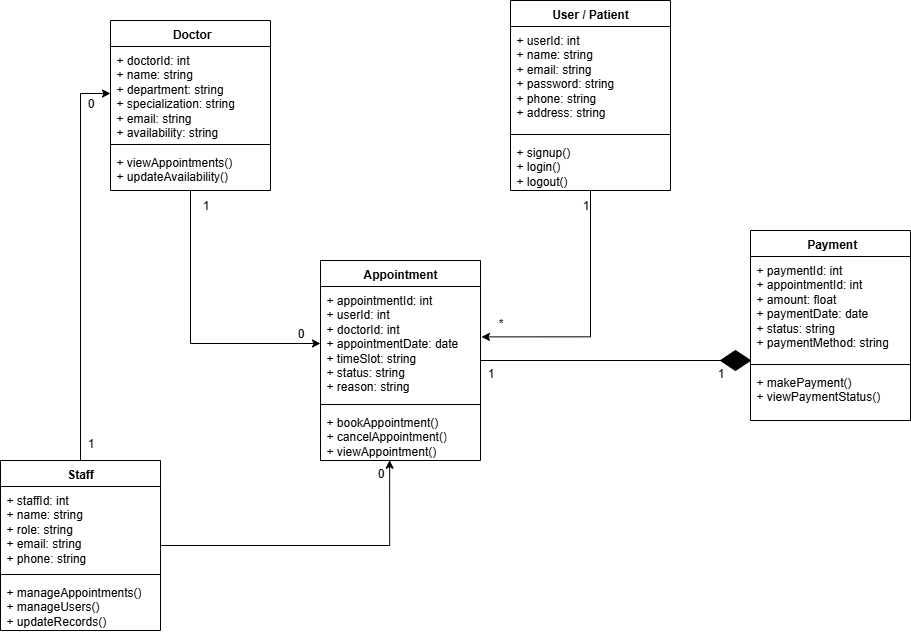 Doctor
+ doctorId: int
+ name: string
+ department: string
+ specialization: string
+ email: string
+ availability: string
+ viewAppointments()
+ updateAvailability()
User / Patient
+ userId: int
+ name: string
+ email: string
+ password: string
+ phone: string
+ address: string
+ signup()
+ login()
+ logout()
0
1
1
Payment
+ paymentId: int
+ appointmentId: int
+ amount: float
+ paymentDate: date
+ status: string
+ paymentMethod: string
+ makePayment()
+ viewPaymentStatus()
Appointment
+ appointmentId: int
+ userId: int
+ doctorId: int
+ appointmentDate: date
+ timeSlot: string
+ status: string
+ reason: string
+ bookAppointment()
+ cancelAppointment()
+ viewAppointment()
*
0
1
1
1
0
Staff
+ staffId: int
+ name: string
+ role: string
+ email: string
+ phone: string
+ manageAppointments()
+ manageUsers()
+ updateRecords()